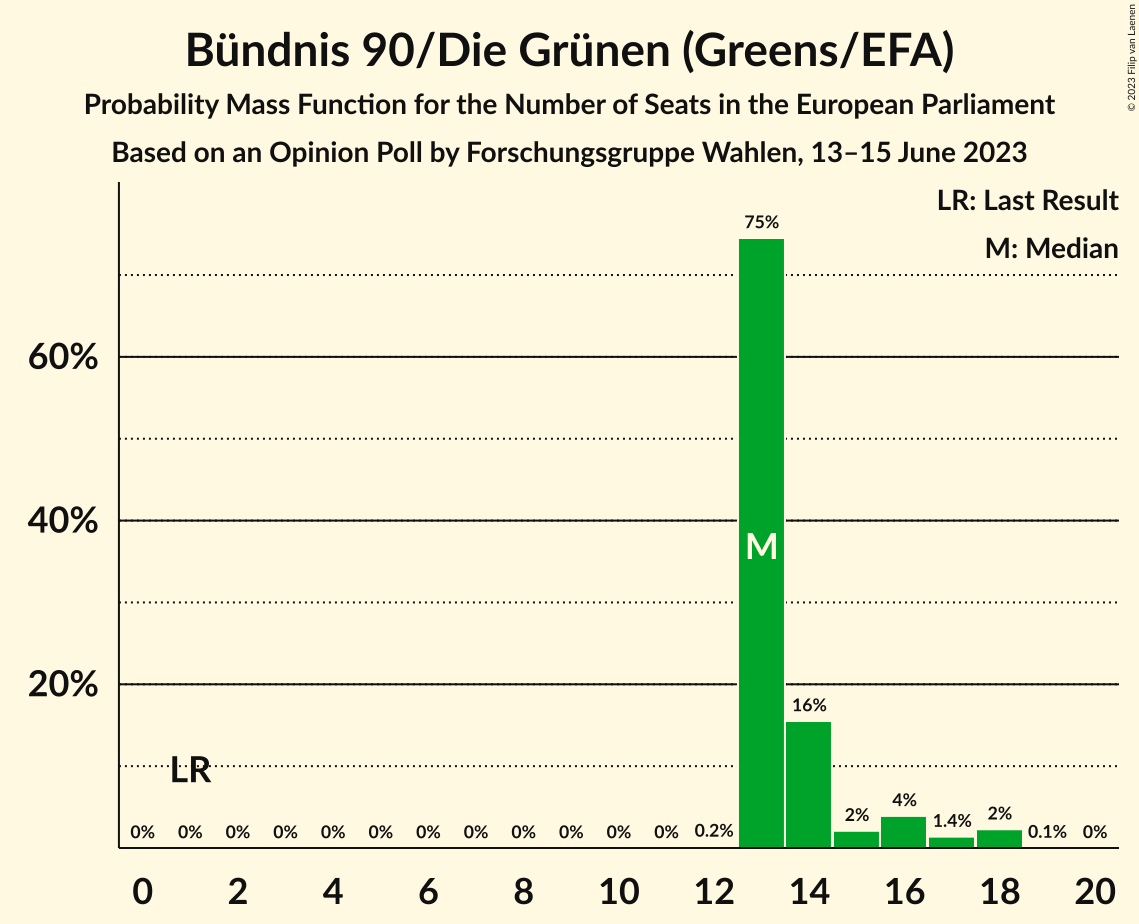 Bündnis 90/Die Grünen (Greens/EFA)
Probability Mass Function for the Number of Seats in the European Parliament
Based on an Opinion Poll by Forschungsgruppe Wahlen, 13–15 June 2023
© 2023 Filip van Laenen
LR: Last Result
M: Median
75%
60%
40%
M
20%
16%
LR
0% 0% 0% 0% 0% 0% 0% 0% 0% 0% 0% 0% 0.2% 2% 4% 1.4% 2% 0.1% 0%
0 2 4 6 8 10 12 14 16 18 20